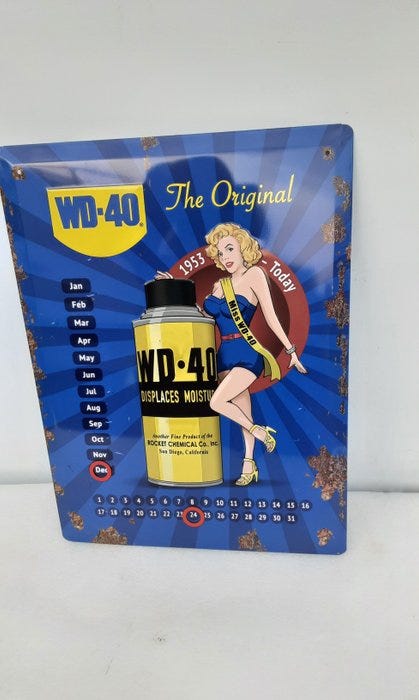 WD-40®
The Original
1953
Today
Miss WD-40
Jan
Feb
Mar
Apr
May
Jun
Jul
Aug
Sep
Oct
Nov
Dec
WD-40
DISPLACES
Another Fine Product of the
ROCKET CHEMICAL Co., Inc.
San Diego, California
1 2 3 4 5 6 7 8 9 10 11 12 13 14 15 16
17 18 19 20 21 22 23 24 25 26 27 28 29 30 31